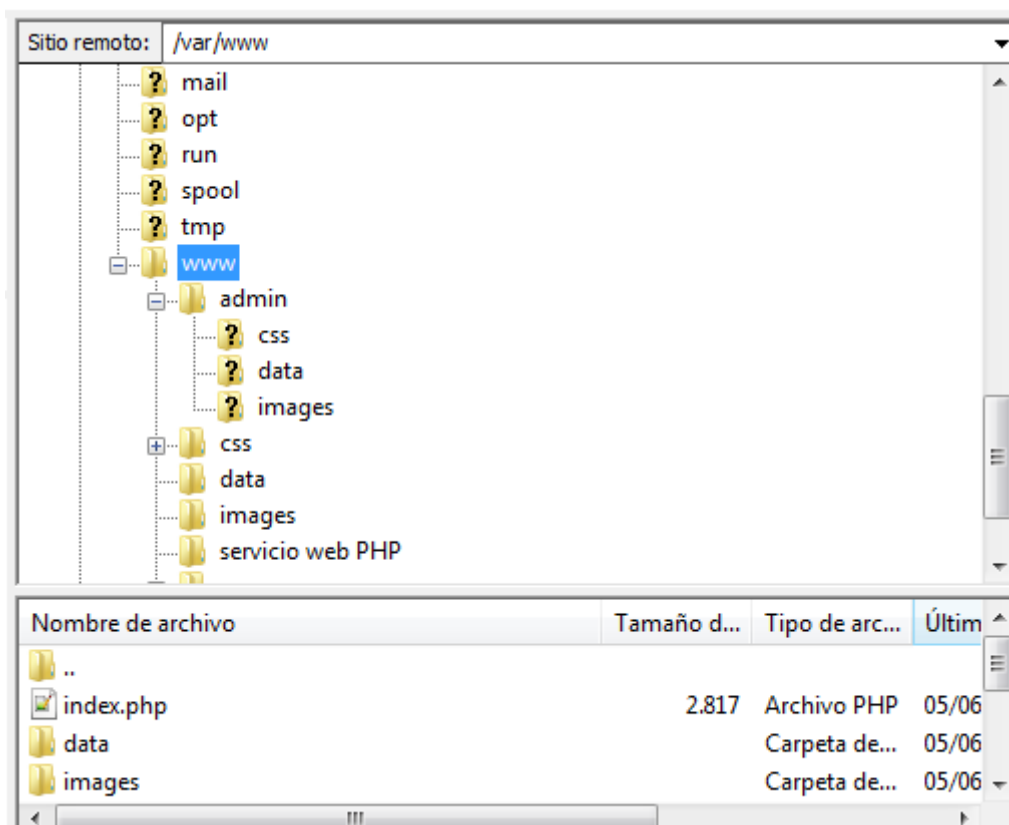 Sitio remoto: /var/www
mail
opt
run
spool
tmp
www
admin
css
data
images
css
data
images
servicio web PHP
Nombre de archivo Tamaño d... Tipo de arc... Últim
..
index.php 2.817 Archivo PHP 05/06
data Carpeta de... 05/06
images Carpeta de... 05/06